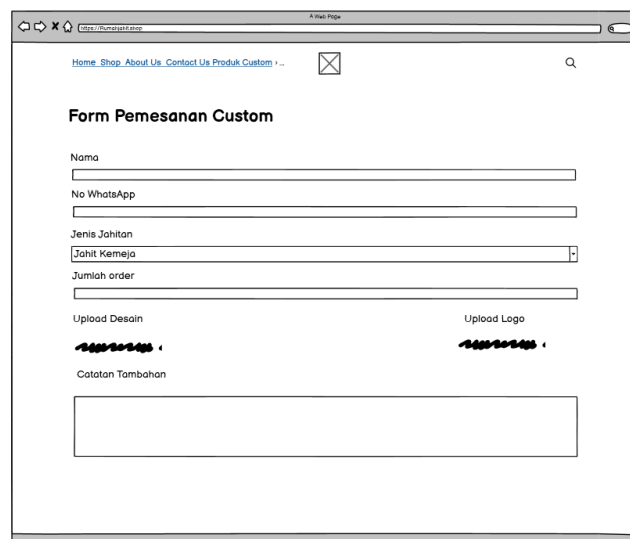 A Web Page
https://Rumahjahit.shop
Home Shop About Us Contact Us Produk Custom › ...
Form Pemesanan Custom
Nama
No WhatsApp
Jenis Jahitan
Jahit Kemeja
Jumlah order
Upload Desain Upload Logo
Catatan Tambahan